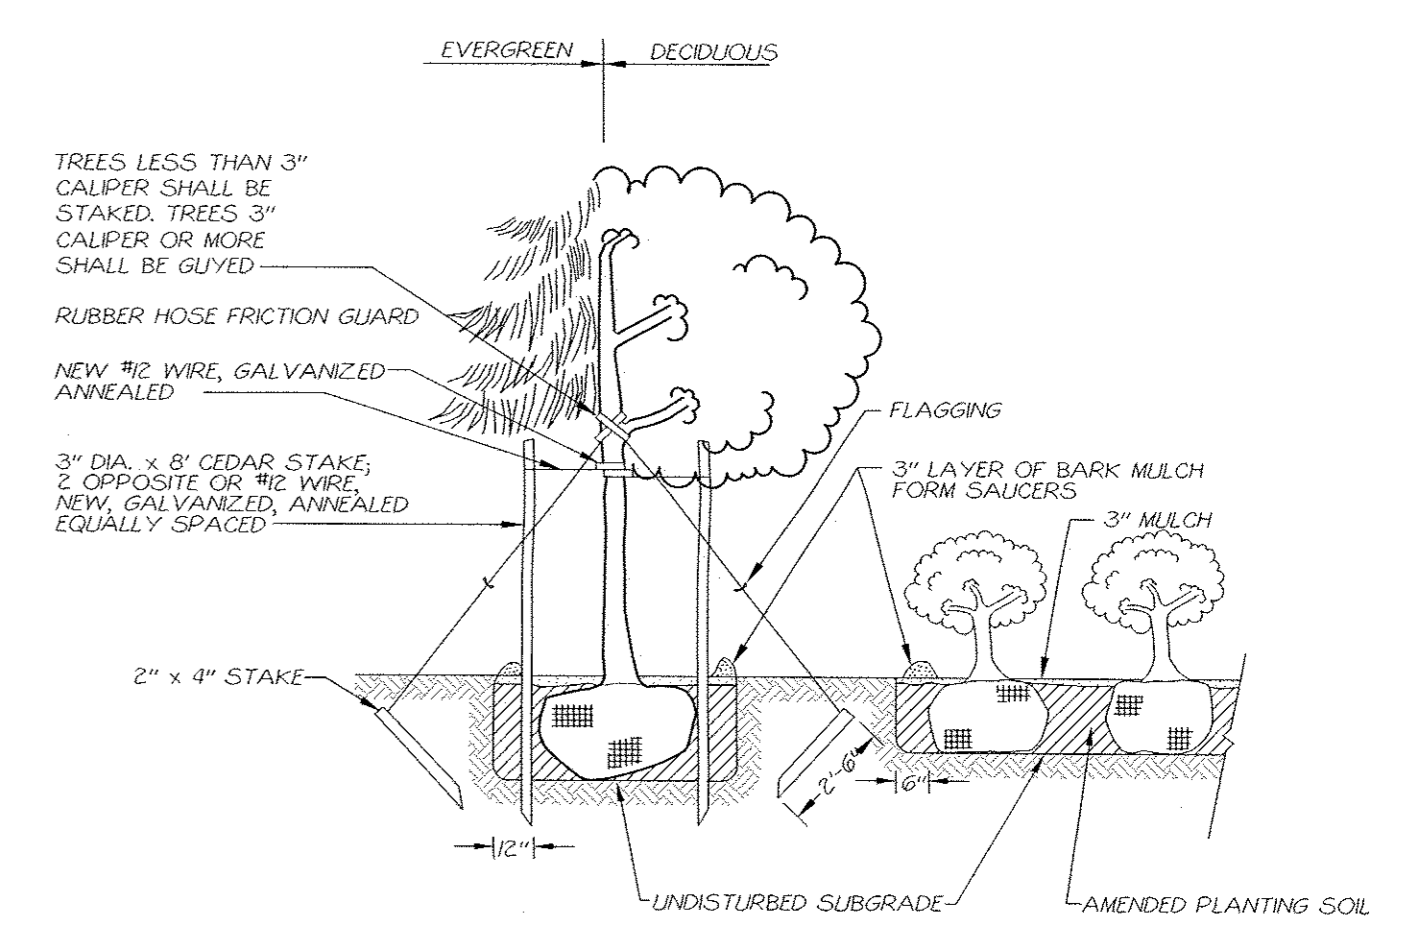 EVERGREEN
DECIDUOUS
TREES LESS THAN 3"
CALIPER SHALL BE
STAKED. TREES 3"
CALIPER OR MORE
SHALL BE GUYED
RUBBER HOSE FRICTION GUARD
NEW #12 WIRE, GALVANIZED
ANNEALED
3" DIA. x 8' CEDAR STAKE;
2 OPPOSITE OR #12 WIRE,
NEW, GALVANIZED, ANNEALED
EQUALLY SPACED
2" x 4" STAKE
FLAGGING
3" LAYER OF BARK MULCH
FORM SAUCERS
3" MULCH
2'-6"
6"
12"
UNDISTURBED SUBGRADE
AMENDED PLANTING SOIL